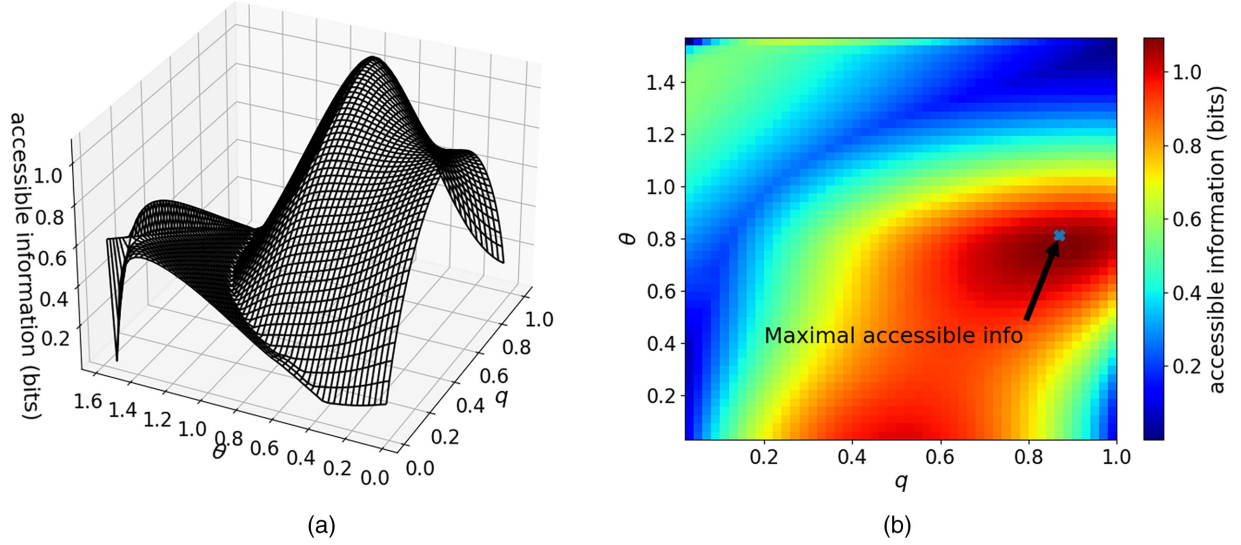 accessible information (bits)
1.0
0.8
0.6
0.4
0.2
1.6 1.4 1.2 1.0 0.8 0.6 0.4 0.2 0.0
θ
0.0 0.2 0.4 0.6 0.8 1.0
q
(a)
θ
1.4
1.2
1.0
0.8
0.6
0.4
0.2
Maximal accessible info
0.2 0.4 0.6 0.8 1.0
q
1.0
0.8
0.6
0.4
0.2
accessible information (bits)
(b)